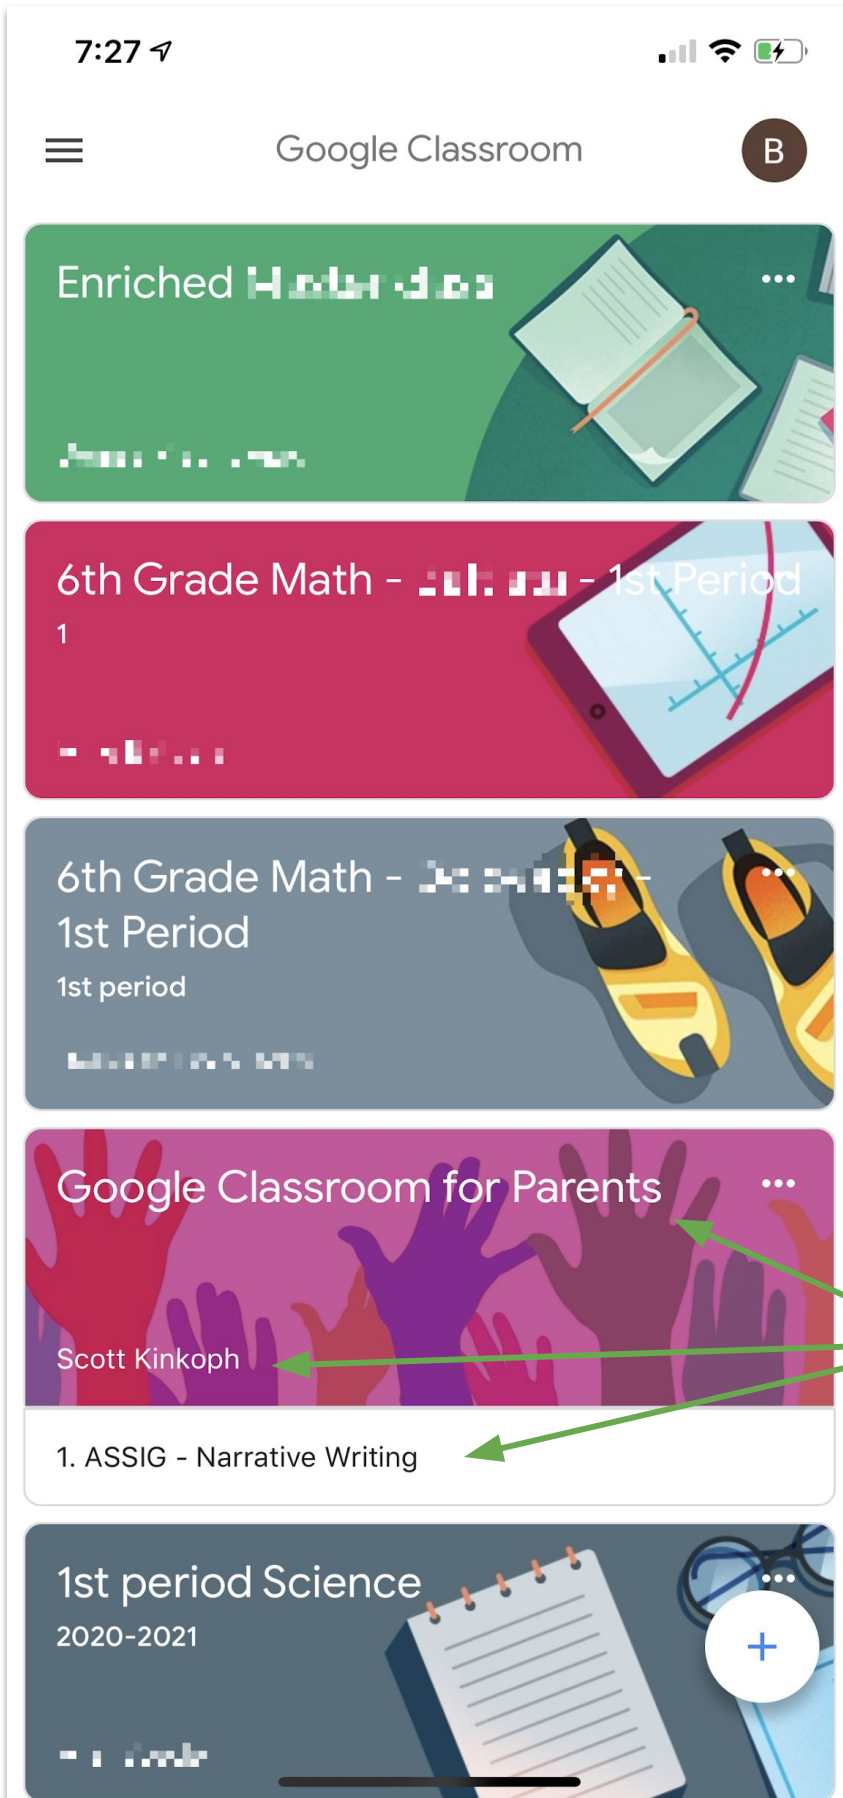 7:27
Google Classroom
B
Enriched
6th Grade Math - - 1st Period
1
6th Grade Math - -
1st Period
1st period
Google Classroom for Parents
Scott Kinkoph
1. ASSIG - Narrative Writing
1st period Science
2020-2021